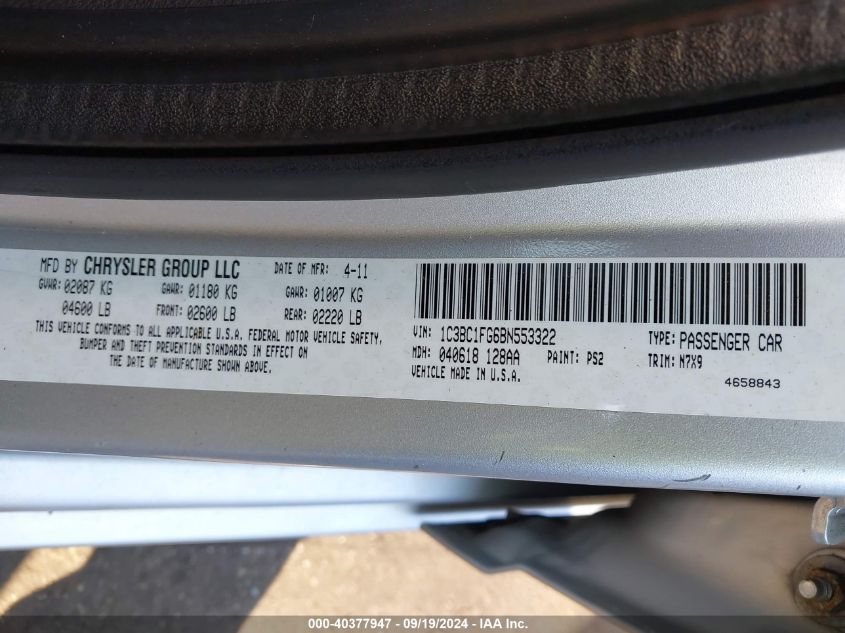 MFD BY CHRYSLER GROUP LLC DATE OF MFR: 4-11
GVWR: 02087 KG GAWR: 01180 KG GAWR: 01007 KG
04600 LB FRONT: 02600 LB REAR: 02220 LB
THIS VEHICLE CONFORMS TO ALL APPLICABLE U.S.A. FEDERAL MOTOR VEHICLE SAFETY,
BUMPER AND THEFT PREVENTION STANDARDS IN EFFECT ON
THE DATE OF MANUFACTURE SHOWN ABOVE.
VIN: 1C3BC1FG6BN553322 TYPE: PASSENGER CAR
MDH: 040618 128AA PAINT: PS2 TRIM: N7X9
VEHICLE MADE IN U.S.A.
4658843
000-40377947 - 09/19/2024 - IAA Inc.